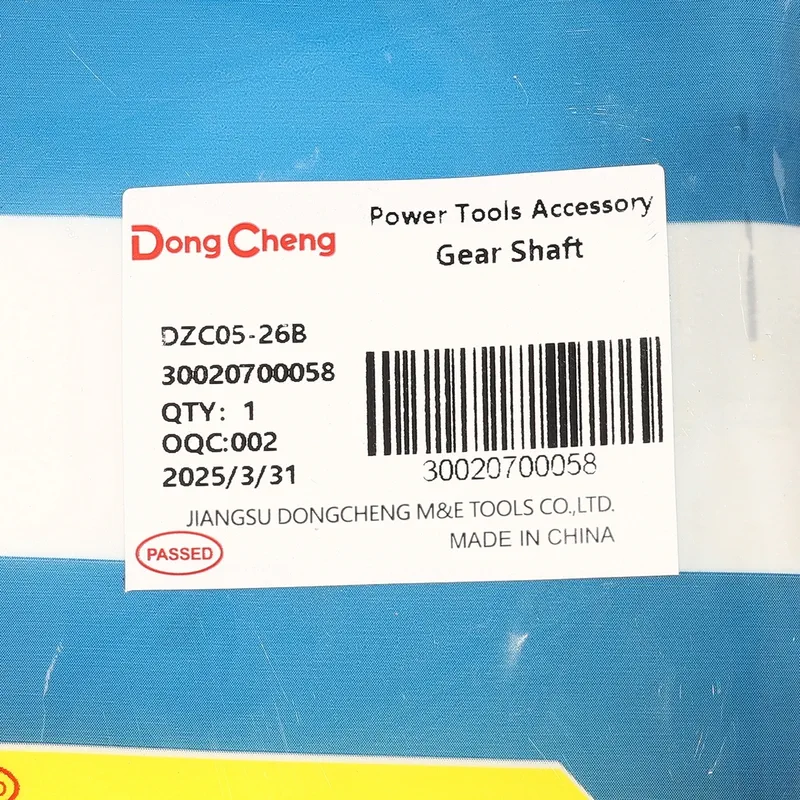 Dong Cheng
Power Tools Accessory
Gear Shaft
DZC05-26B
30020700058
QTY: 1
OQC:002
2025/3/31
30020700058
JIANGSU DONGCHENG M&E TOOLS CO.,LTD.
MADE IN CHINA
PASSED